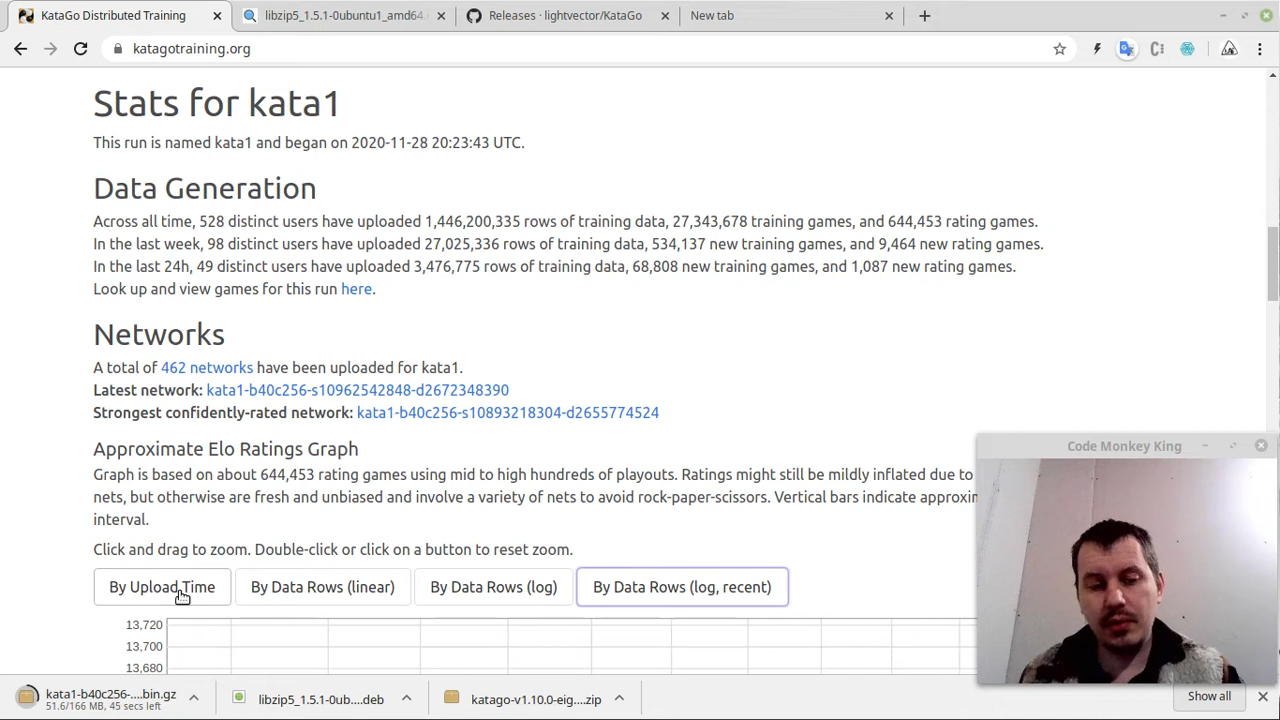 KataGo Distributed Training
libzip5_1.5.1-0ubuntu1_amd64.
Releases · lightvector/KataGo
New tab
katagotraining.org
Stats for kata1
This run is named kata1 and began on 2020-11-28 20:23:43 UTC.
Data Generation
Across all time, 528 distinct users have uploaded 1,446,200,335 rows of training data, 27,343,678 training games, and 644,453 rating games.
In the last week, 98 distinct users have uploaded 27,025,336 rows of training data, 534,137 new training games, and 9,464 new rating games.
In the last 24h, 49 distinct users have uploaded 3,476,775 rows of training data, 68,808 new training games, and 1,087 new rating games.
Look up and view games for this run here.
Networks
A total of 462 networks have been uploaded for kata1.
Latest network: kata1-b40c256-s10962542848-d2672348390
Strongest confidently-rated network: kata1-b40c256-s10893218304-d2655774524
Approximate Elo Ratings Graph
Graph is based on about 644,453 rating games using mid to high hundreds of playouts. Ratings might still be mildly inflated due to
nets, but otherwise are fresh and unbiased and involve a variety of nets to avoid rock-paper-scissors. Vertical bars indicate approxim
interval.
Click and drag to zoom. Double-click or click on a button to reset zoom.
By Upload Time
By Data Rows (linear)
By Data Rows (log)
By Data Rows (log, recent)
13,720
13,700
13,680
Code Monkey King
kata1-b40c256-....bin.gz
51.6/166 MB, 45 secs left
libzip5_1.5.1-0ub....deb
katago-v1.10.0-eig....zip
Show all